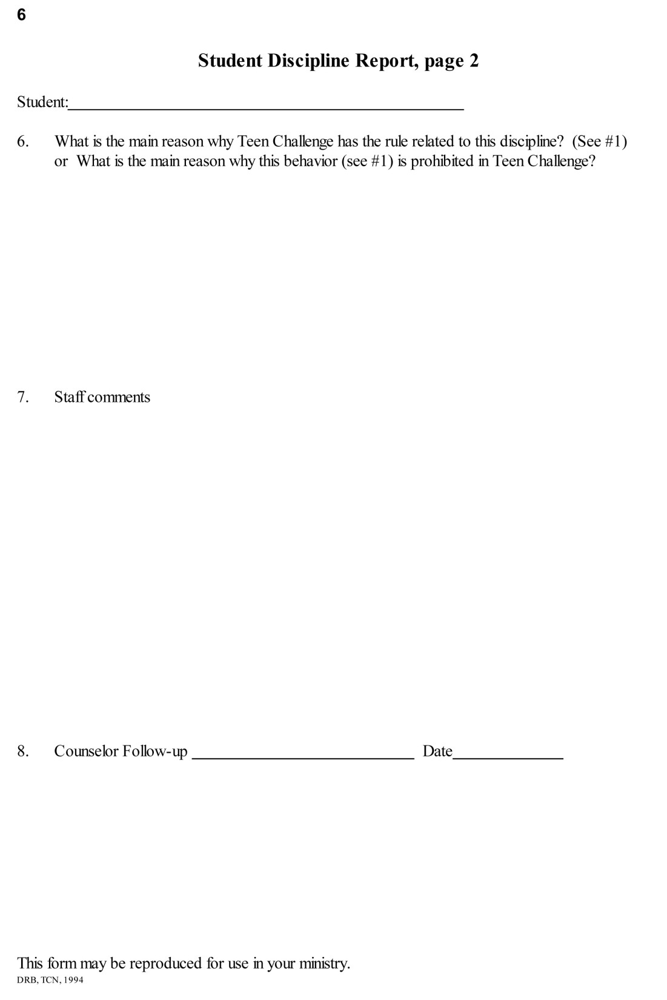 6
Student Discipline Report, page 2
Student:
6. What is the main reason why Teen Challenge has the rule related to this discipline? (See #1)
or What is the main reason why this behavior (see #1) is prohibited in Teen Challenge?
7. Staff comments
8. Counselor Follow-up Date
This form may be reproduced for use in your ministry.
DRB, TCN, 1994